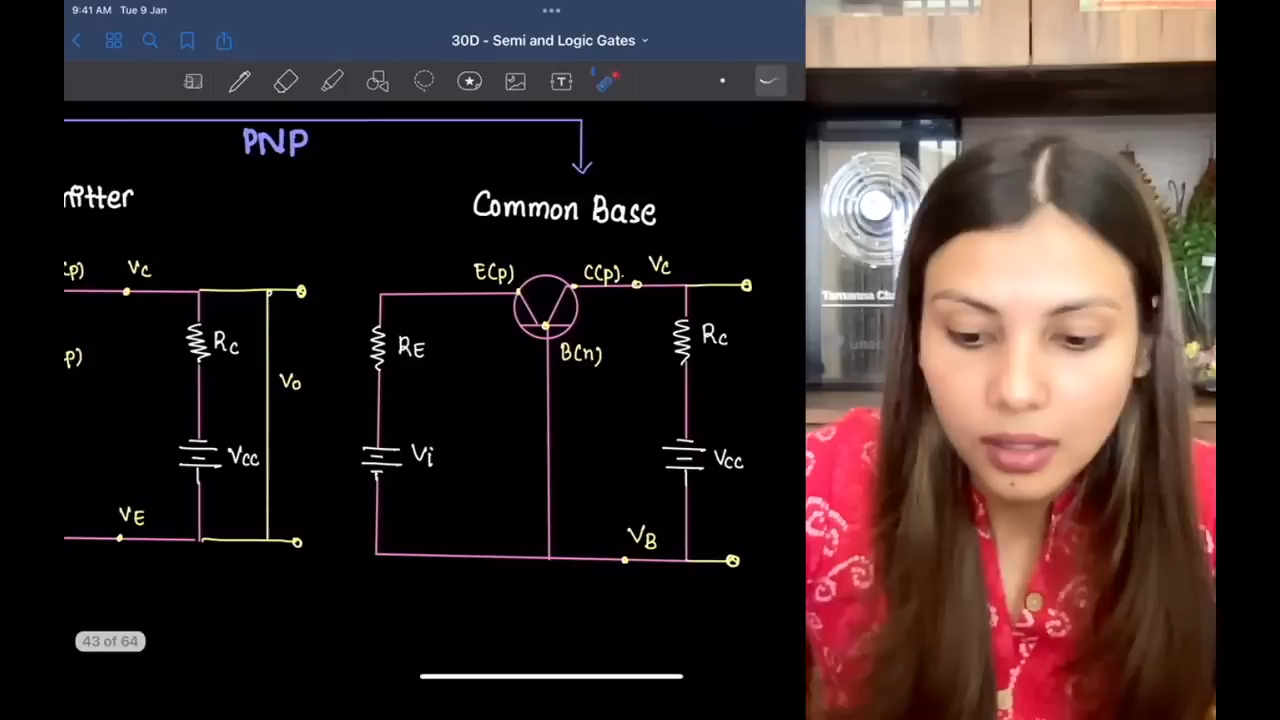 9:41 AM Tue 9 Jan
30D - Semi and Logic Gates
PNP
Common Base
(p)
Vc
E(p)
C(p).
Vc
Rc
RE
Rc
p)
B(n)
Vo
Vcc
Vi
Vcc
VE
VB
43 of 64